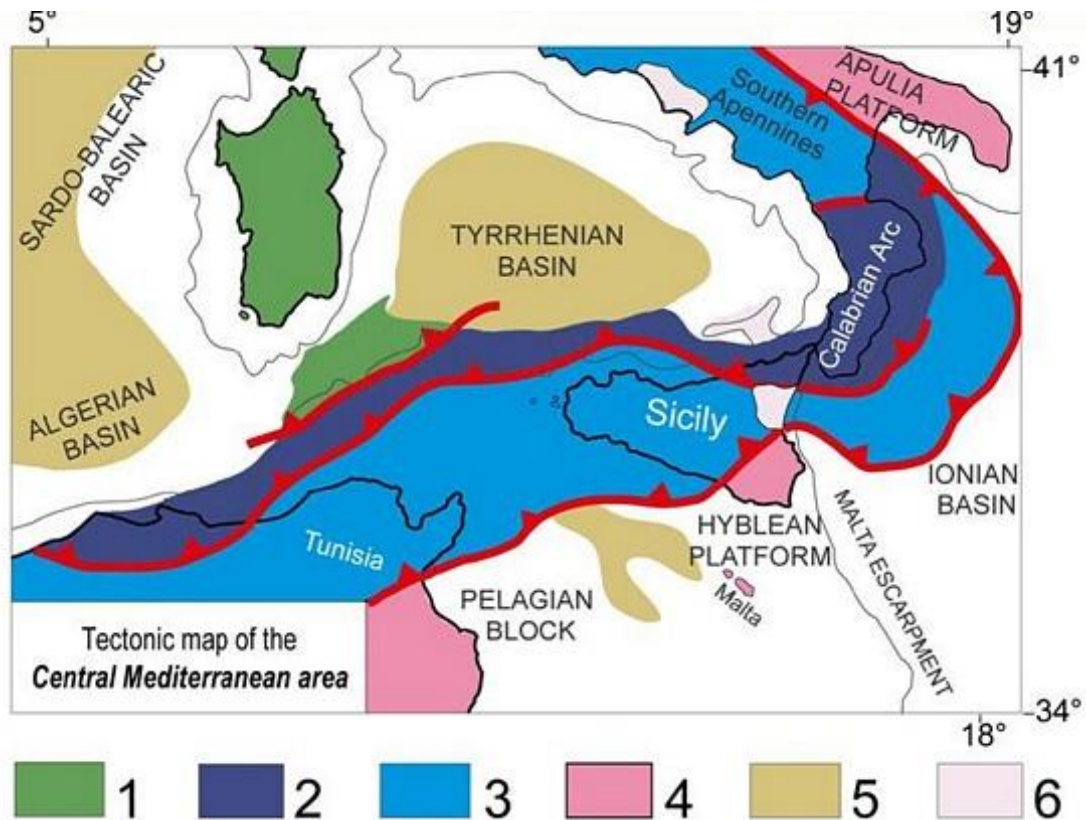 5°
19°
41°
SARDO-BALEARIC
BASIN
Southern
Apennines
APULIA
PLATFORM
TYRRHENIAN
BASIN
Calabrian Arc
ALGERIAN
BASIN
Sicily
IONIAN
BASIN
HYBLEAN
PLATFORM
MALTA ESCARPMENT
Tunisia
Malta
PELAGIAN
BLOCK
Tectonic map of the
Central Mediterranean area
34°
18°
1 2 3 4 5 6